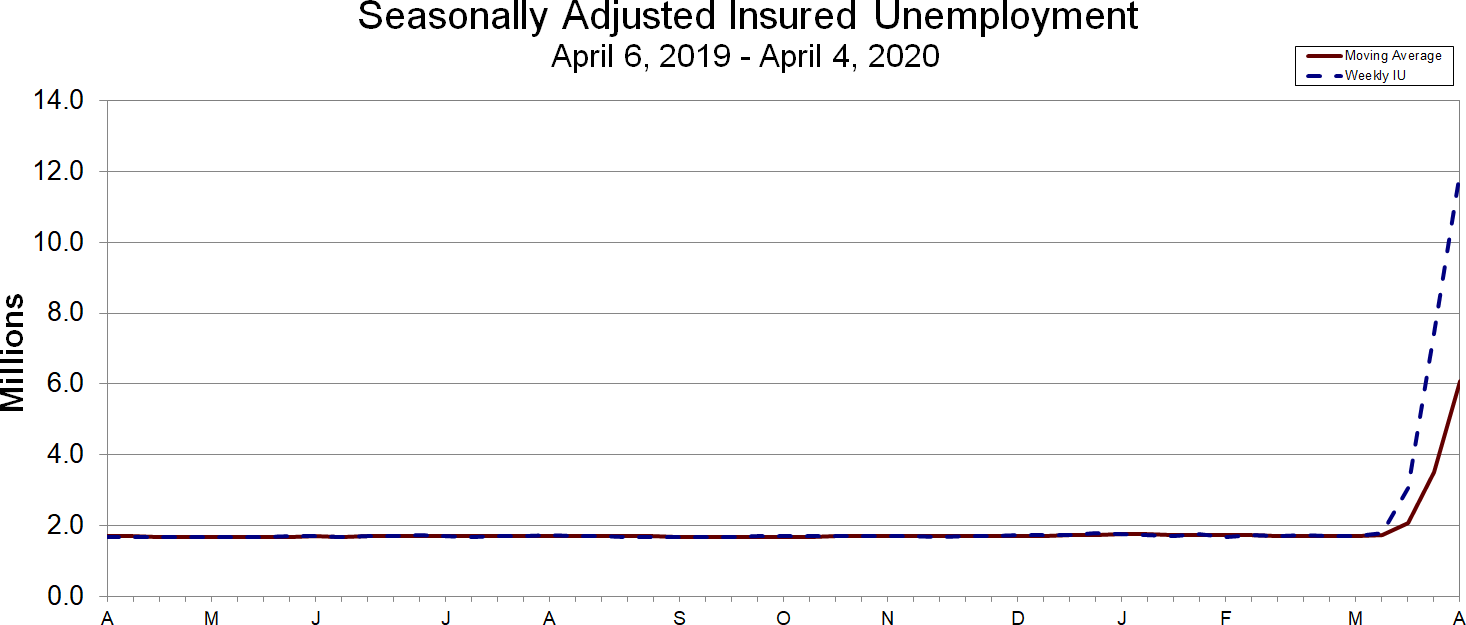 Seasonally Adjusted Insured Unemployment
April 6, 2019 - April 4, 2020
Moving Average
Weekly IU
Millions
14.0
12.0
10.0
8.0
6.0
4.0
2.0
0.0
A M J J A S O N D J F M A